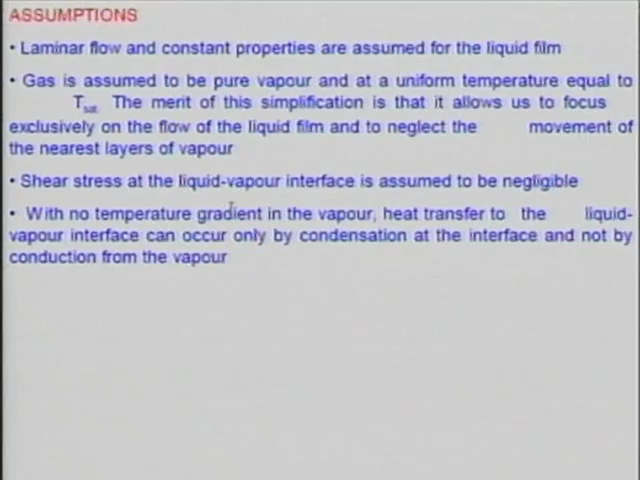 ASSUMPTIONS
• Laminar flow and constant properties are assumed for the liquid film
• Gas is assumed to be pure vapour and at a uniform temperature equal to
Tsat. The merit of this simplification is that it allows us to focus
exclusively on the flow of the liquid film and to neglect the movement of
the nearest layers of vapour
• Shear stress at the liquid-vapour interface is assumed to be negligible
• With no temperature gradient in the vapour, heat transfer to the liquid-
vapour interface can occur only by condensation at the interface and not by
conduction from the vapour